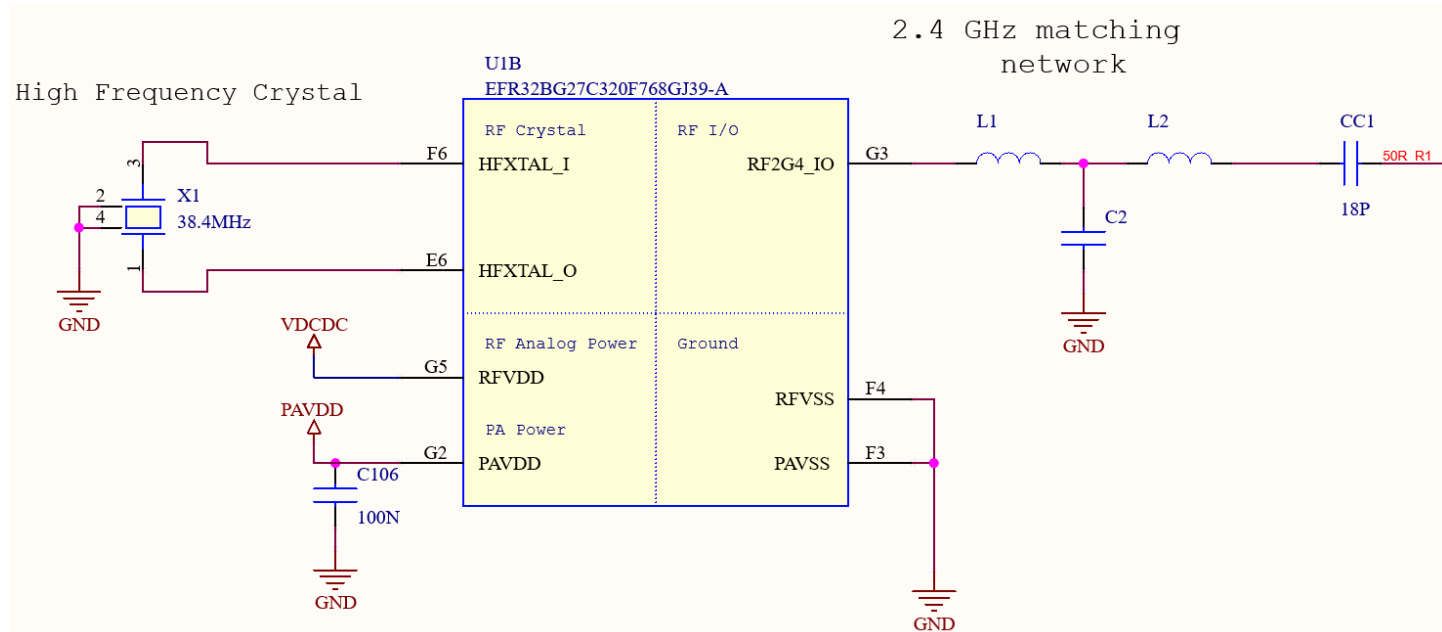 2.4 GHz matching
network
High Frequency Crystal
U1B
EFR32BG27C320F768GJ39-A
RF Crystal
RF I/O
F6
HFXTAL_I
RF2G4_IO
G3
L1
L2
CC1
50R R1
18P
C2
GND
3
2
4
X1
38.4MHz
1
GND
E6
HFXTAL_O
VDCDC
RF Analog Power
Ground
G5
RFVDD
RFVSS
F4
PAVDD
PA Power
G2
PAVDD
PAVSS
F3
C106
100N
GND
GND